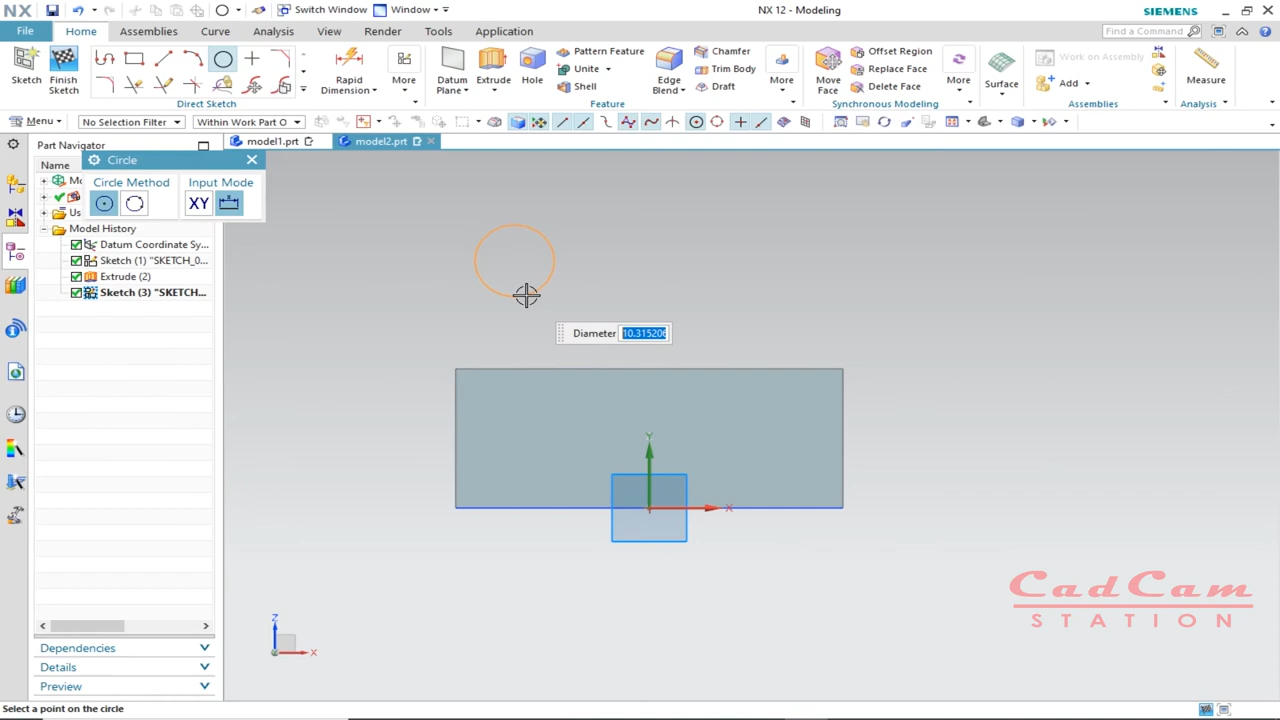 NX
Switch Window
Window
NX 12 - Modeling
SIEMENS
File
Home
Assemblies
Curve
Analysis
View
Render
Tools
Application
Find a Command
Sketch
Finish
Sketch
Direct Sketch
Rapid
Dimension
More
Datum
Plane
Extrude
Hole
Pattern Feature
Unite
Shell
Feature
Edge
Blend
Chamfer
Trim Body
Draft
More
Move
Face
Offset Region
Replace Face
Delete Face
Synchronous Modeling
More
Surface
Work on Assembly
Add
Assemblies
Measure
Analysis
Menu
No Selection Filter
Within Work Part O
Part Navigator
model1.prt
model2.prt
Name
Circle
Circle Method
Input Mode
XY
Mo
Us
Model History
Datum Coordinate Sy...
Sketch (1) "SKETCH_0...
Extrude (2)
Sketch (3) "SKETCH...
Diameter
10.315206
Y
X
Z
X
CadCam
STATION
Dependencies
Details
Preview
Select a point on the circle